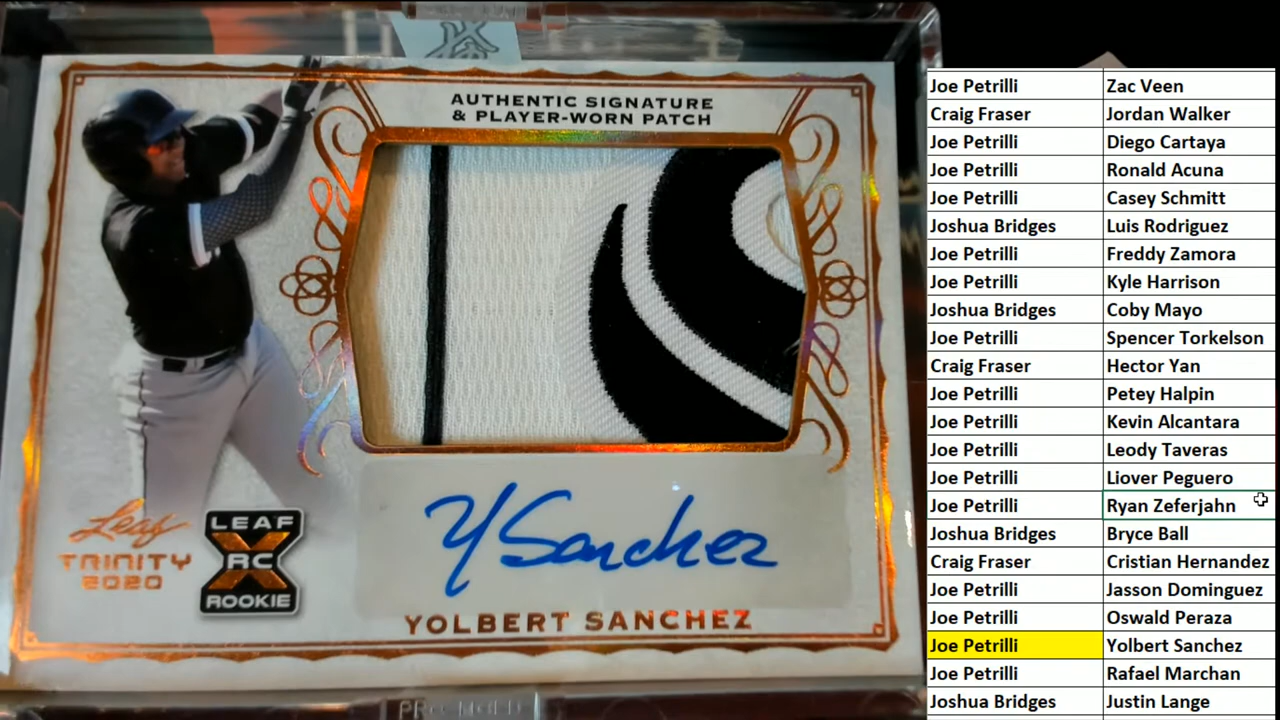 AUTHENTIC SIGNATURE
& PLAYER-WORN PATCH
Y Sanchez
Leaf
TRINITY
2020
LEAF
RC
ROOKIE
YOLBERT SANCHEZ
Joe Petrilli Zac Veen
Craig Fraser Jordan Walker
Joe Petrilli Diego Cartaya
Joe Petrilli Ronald Acuna
Joe Petrilli Casey Schmitt
Joshua Bridges Luis Rodriguez
Joe Petrilli Freddy Zamora
Joe Petrilli Kyle Harrison
Joshua Bridges Coby Mayo
Joe Petrilli Spencer Torkelson
Craig Fraser Hector Yan
Joe Petrilli Petey Halpin
Joe Petrilli Kevin Alcantara
Joe Petrilli Leody Taveras
Joe Petrilli Liover Peguero
Joe Petrilli Ryan Zeferjahn
Joshua Bridges Bryce Ball
Craig Fraser Cristian Hernandez
Joe Petrilli Jasson Dominguez
Joe Petrilli Oswald Peraza
Joe Petrilli Yolbert Sanchez
Joe Petrilli Rafael Marchan
Joshua Bridges Justin Lange